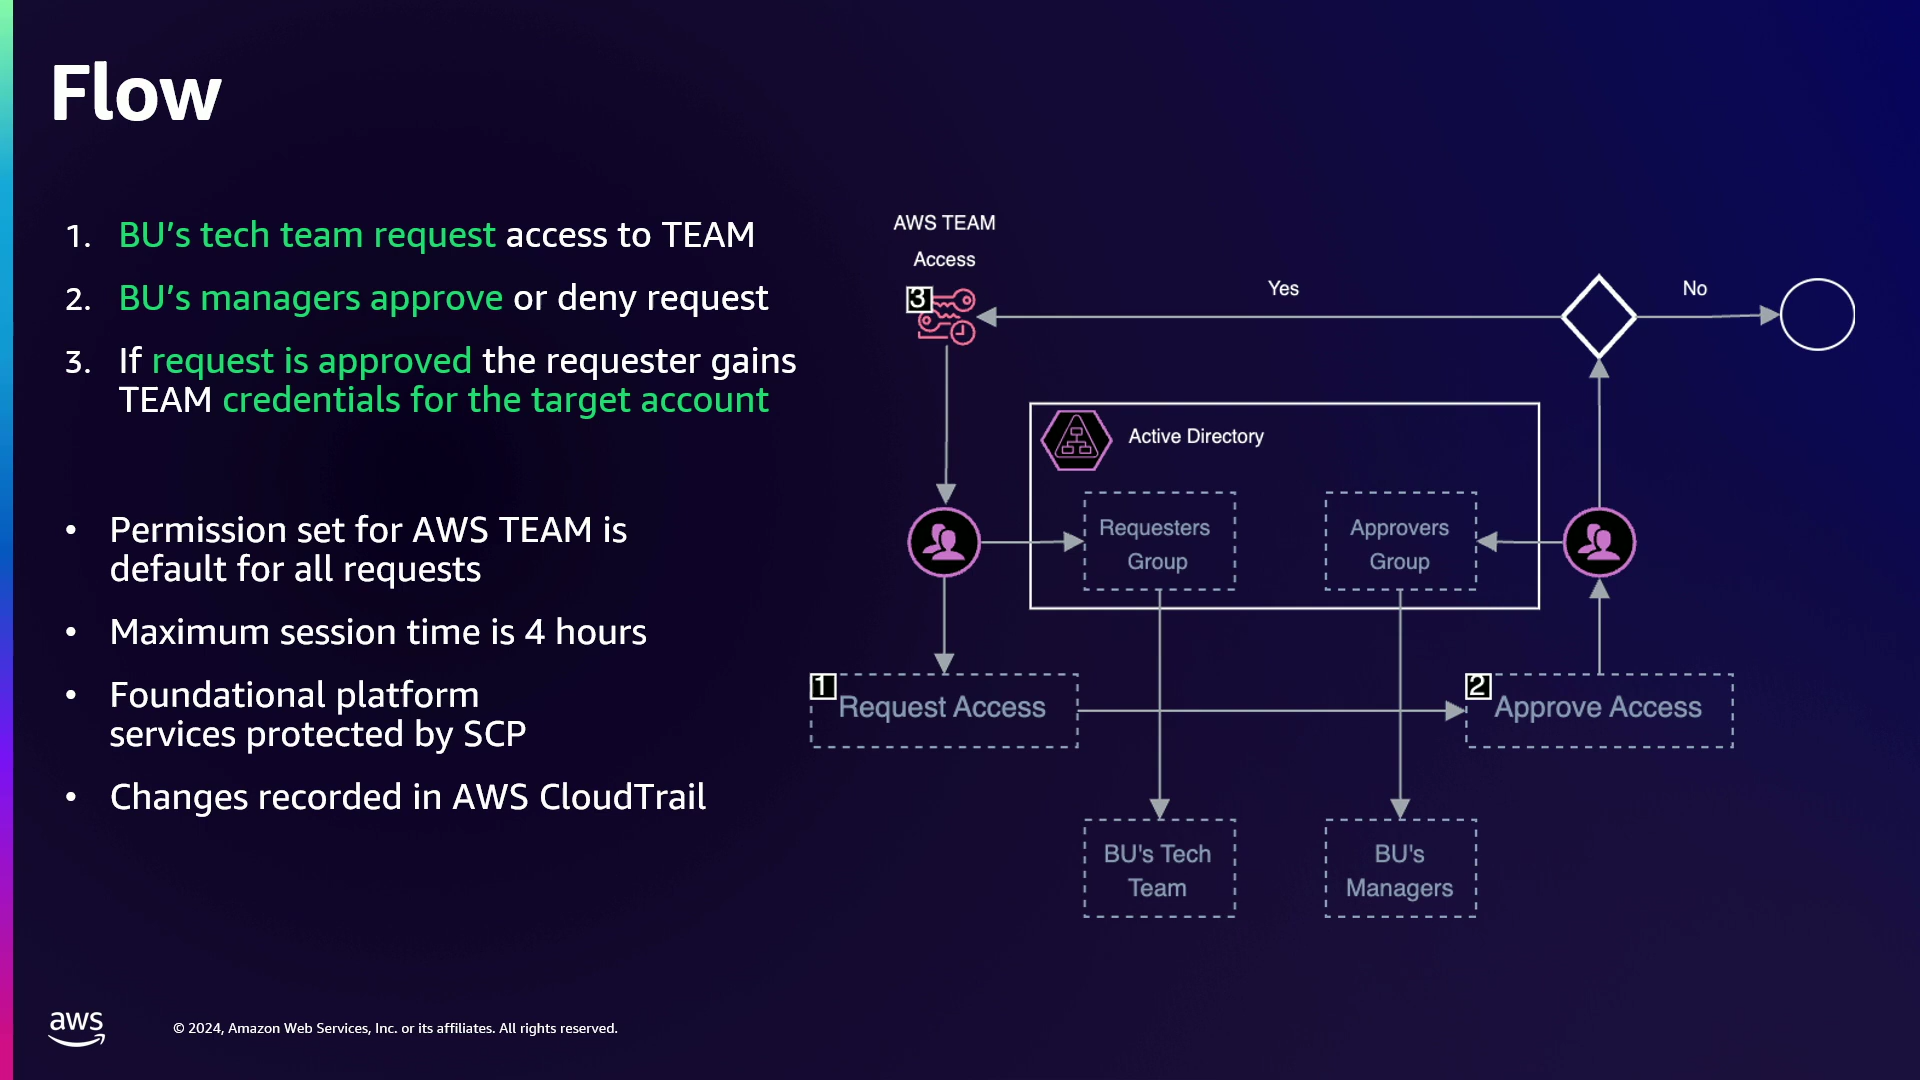 Flow
1. BU's tech team request access to TEAM
2. BU's managers approve or deny request
3. If request is approved the requester gains
TEAM credentials for the target account
• Permission set for AWS TEAM is
default for all requests
• Maximum session time is 4 hours
• Foundational platform
services protected by SCP
• Changes recorded in AWS CloudTrail
AWS TEAM
Access
3
Yes
No
Active Directory
Requesters
Group
Approvers
Group
1
Request Access
2
Approve Access
BU's Tech
Team
BU's
Managers
aws
© 2024, Amazon Web Services, Inc. or its affiliates. All rights reserved.